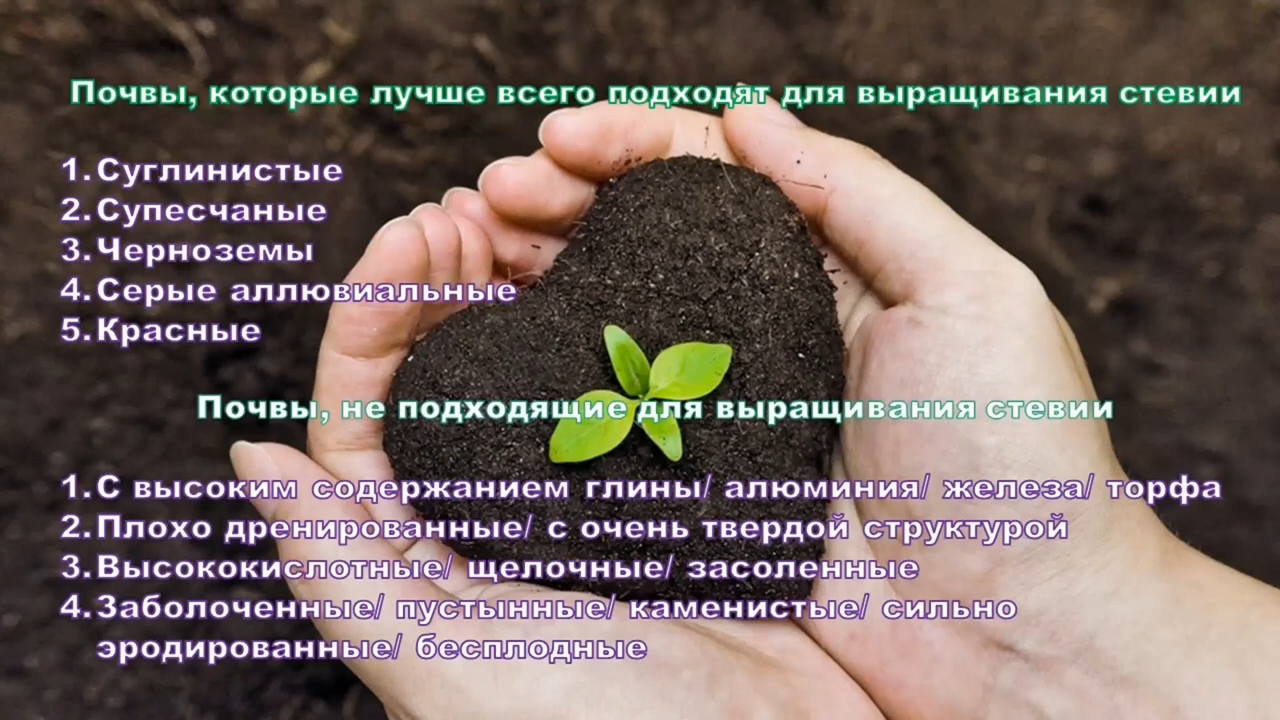 Почвы, которые лучше всего подходят для выращивания стевии
1. Суглинистые
2. Супесчаные
3. Черноземы
4. Серые аллювиальные
5. Красные
Почвы, не подходящие для выращивания стевии
1. С высоким содержанием глины/ алюминия/ железа/ торфа
2. Плохо дренированные/ с очень твердой структурой
3. Высококислотные/ щелочные/ засоленные
4. Заболоченные/ пустынные/ каменистые/ сильно
эродированные/ бесплодные